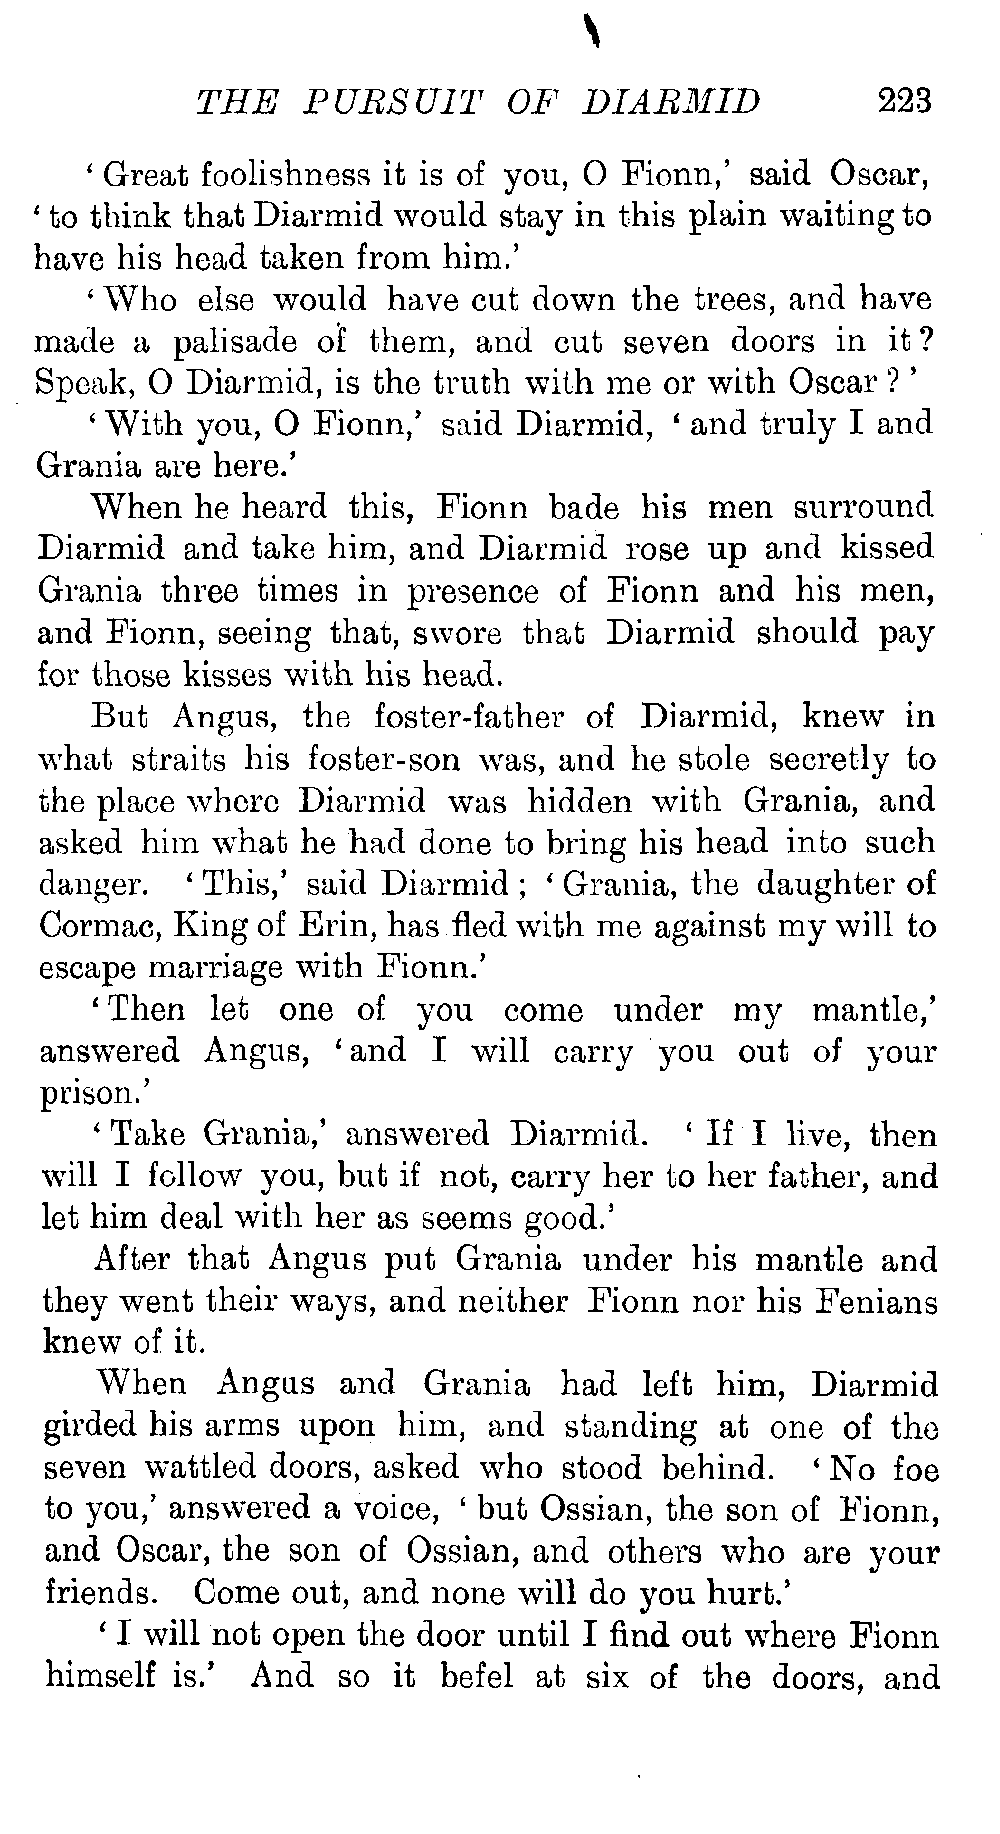 THE PURSUIT OF DIARMID 223
‘Great foolishness it is of you, O Fionn,’ said Oscar,
‘to think that Diarmid would stay in this plain waiting to
have his head taken from him.’
‘Who else would have cut down the trees, and have
made a palisade of them, and cut seven doors in it?
Speak, O Diarmid, is the truth with me or with Oscar?’
‘With you, O Fionn,’ said Diarmid, ‘and truly I and
Grania are here.’
When he heard this, Fionn bade his men surround
Diarmid and take him, and Diarmid rose up and kissed
Grania three times in presence of Fionn and his men,
and Fionn, seeing that, swore that Diarmid should pay
for those kisses with his head.
But Angus, the foster-father of Diarmid, knew in
what straits his foster-son was, and he stole secretly to
the place where Diarmid was hidden with Grania, and
asked him what he had done to bring his head into such
danger. ‘This,’ said Diarmid; ‘Grania, the daughter of
Cormac, King of Erin, has fled with me against my will to
escape marriage with Fionn.’
‘Then let one of you come under my mantle,’
answered Angus, ‘and I will carry you out of your
prison.’
‘Take Grania,’ answered Diarmid. ‘If I live, then
will I follow you, but if not, carry her to her father, and
let him deal with her as seems good.’
After that Angus put Grania under his mantle and
they went their ways, and neither Fionn nor his Fenians
knew of it.
When Angus and Grania had left him, Diarmid
girded his arms upon him, and standing at one of the
seven wattled doors, asked who stood behind. ‘No foe
to you,’ answered a voice, ‘but Ossian, the son of Fionn,
and Oscar, the son of Ossian, and others who are your
friends. Come out, and none will do you hurt.’
‘I will not open the door until I find out where Fionn
himself is.’ And so it befel at six of the doors, and